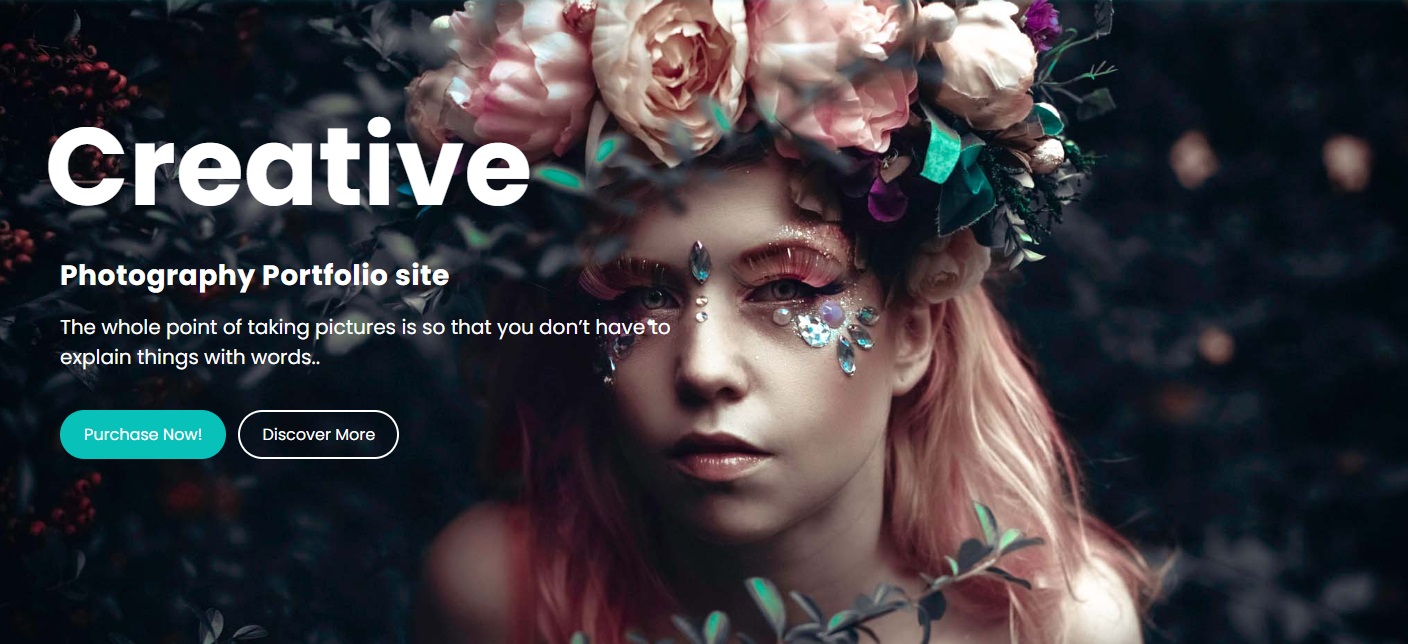 Creative
Photography Portfolio site
The whole point of taking pictures is so that you don’t have to
explain things with words..
Purchase Now!
Discover More